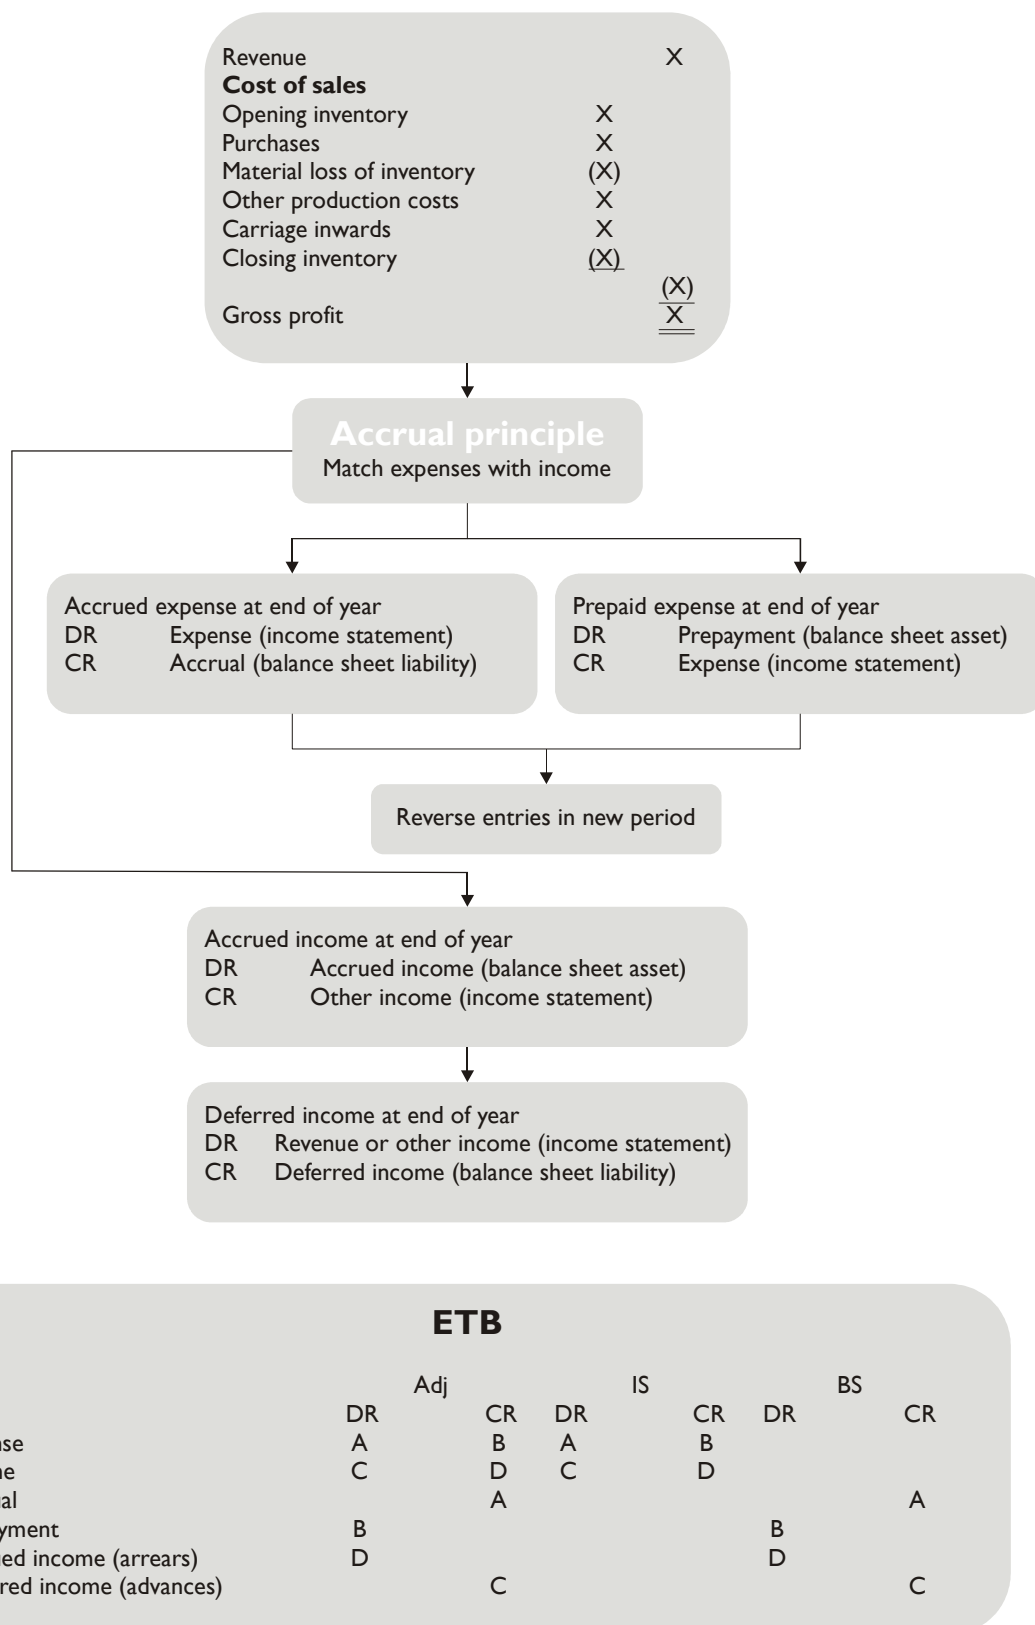 Revenue X
Cost of sales
Opening inventory X
Purchases X
Material loss of inventory (X)
Other production costs X
Carriage inwards X
Closing inventory (X)
(X)
Gross profit X
Accrual principle
Match expenses with income
Accrued expense at end of year
DR Expense (income statement)
CR Accrual (balance sheet liability)
Prepaid expense at end of year
DR Prepayment (balance sheet asset)
CR Expense (income statement)
Reverse entries in new period
Accrued income at end of year
DR Accrued income (balance sheet asset)
CR Other income (income statement)
Deferred income at end of year
DR Revenue or other income (income statement)
CR Deferred income (balance sheet liability)
ETB
Adj IS BS
DR CR DR CR DR CR
nse A B A B
ne C D C D
al A A
yment B B
ed income (arrears) D D
red income (advances) C C